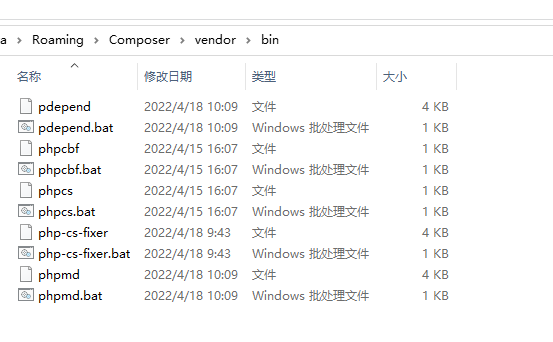 a > Roaming > Composer > vendor > bin
名称 修改日期 类型 大小
pdepend 2022/4/18 10:09 文件 4 KB
pdepend.bat 2022/4/18 10:09 Windows 批处理文件 1 KB
phpcbf 2022/4/15 16:07 文件 4 KB
phpcbf.bat 2022/4/15 16:07 Windows 批处理文件 1 KB
phpcs 2022/4/15 16:07 文件 4 KB
phpcs.bat 2022/4/15 16:07 Windows 批处理文件 1 KB
php-cs-fixer 2022/4/18 9:43 文件 4 KB
php-cs-fixer.bat 2022/4/18 9:43 Windows 批处理文件 1 KB
phpmd 2022/4/18 10:09 文件 4 KB
phpmd.bat 2022/4/18 10:09 Windows 批处理文件 1 KB